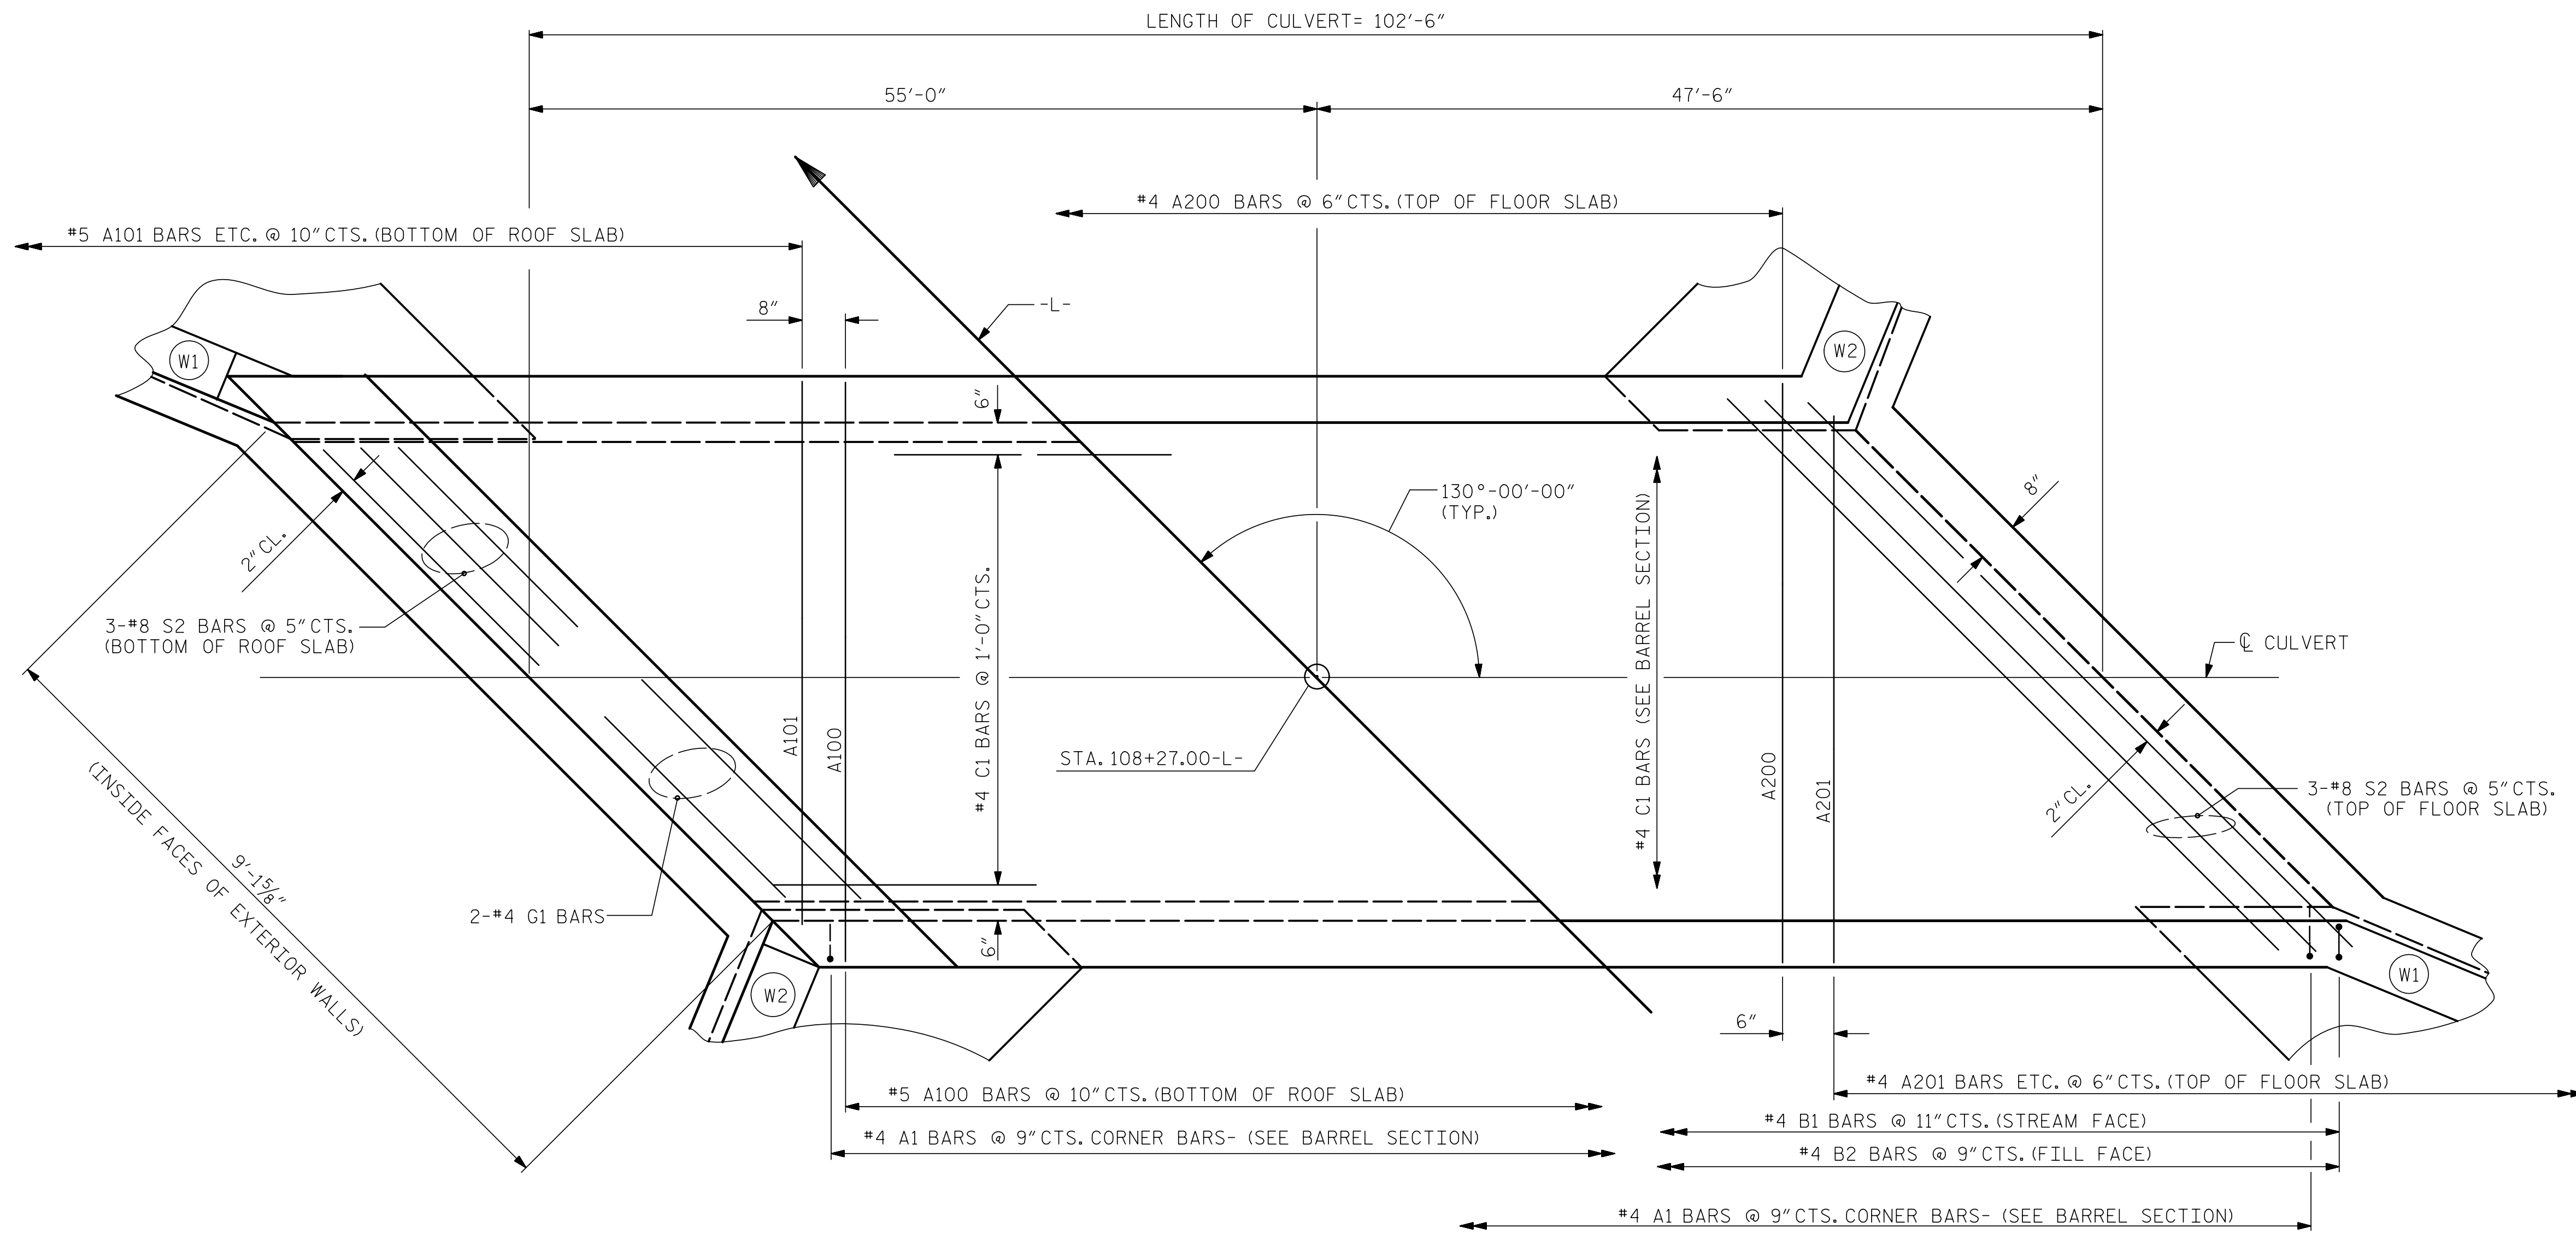 LENGTH OF CULVERT= 102'-6"
55'-0"
47'-6"
#4 A200 BARS @ 6"CTS.(TOP OF FLOOR SLAB)
#5 A101 BARS ETC. @ 10"CTS.(BOTTOM OF ROOF SLAB)
8"
-L-
W1
W2
6"
130°-00'-00"
(TYP.)
8"
2"CL.
#4 C1 BARS @ 1'-0"CTS.
#4 C1 BARS (SEE BARREL SECTION)
3-#8 S2 BARS @ 5"CTS.
(BOTTOM OF ROOF SLAB)
℄ CULVERT
A101
A100
STA.108+27.00-L-
A200
A201
2"CL.
3-#8 S2 BARS @ 5"CTS.
(TOP OF FLOOR SLAB)
9'-1⅝"
(INSIDE FACES OF EXTERIOR WALLS)
2-#4 G1 BARS
6"
W2
W1
6"
#4 A201 BARS ETC. @ 6"CTS.(TOP OF FLOOR SLAB)
#5 A100 BARS @ 10"CTS.(BOTTOM OF ROOF SLAB)
#4 B1 BARS @ 11"CTS.(STREAM FACE)
#4 A1 BARS @ 9"CTS. CORNER BARS- (SEE BARREL SECTION)
#4 B2 BARS @ 9"CTS.(FILL FACE)
#4 A1 BARS @ 9"CTS. CORNER BARS- (SEE BARREL SECTION)